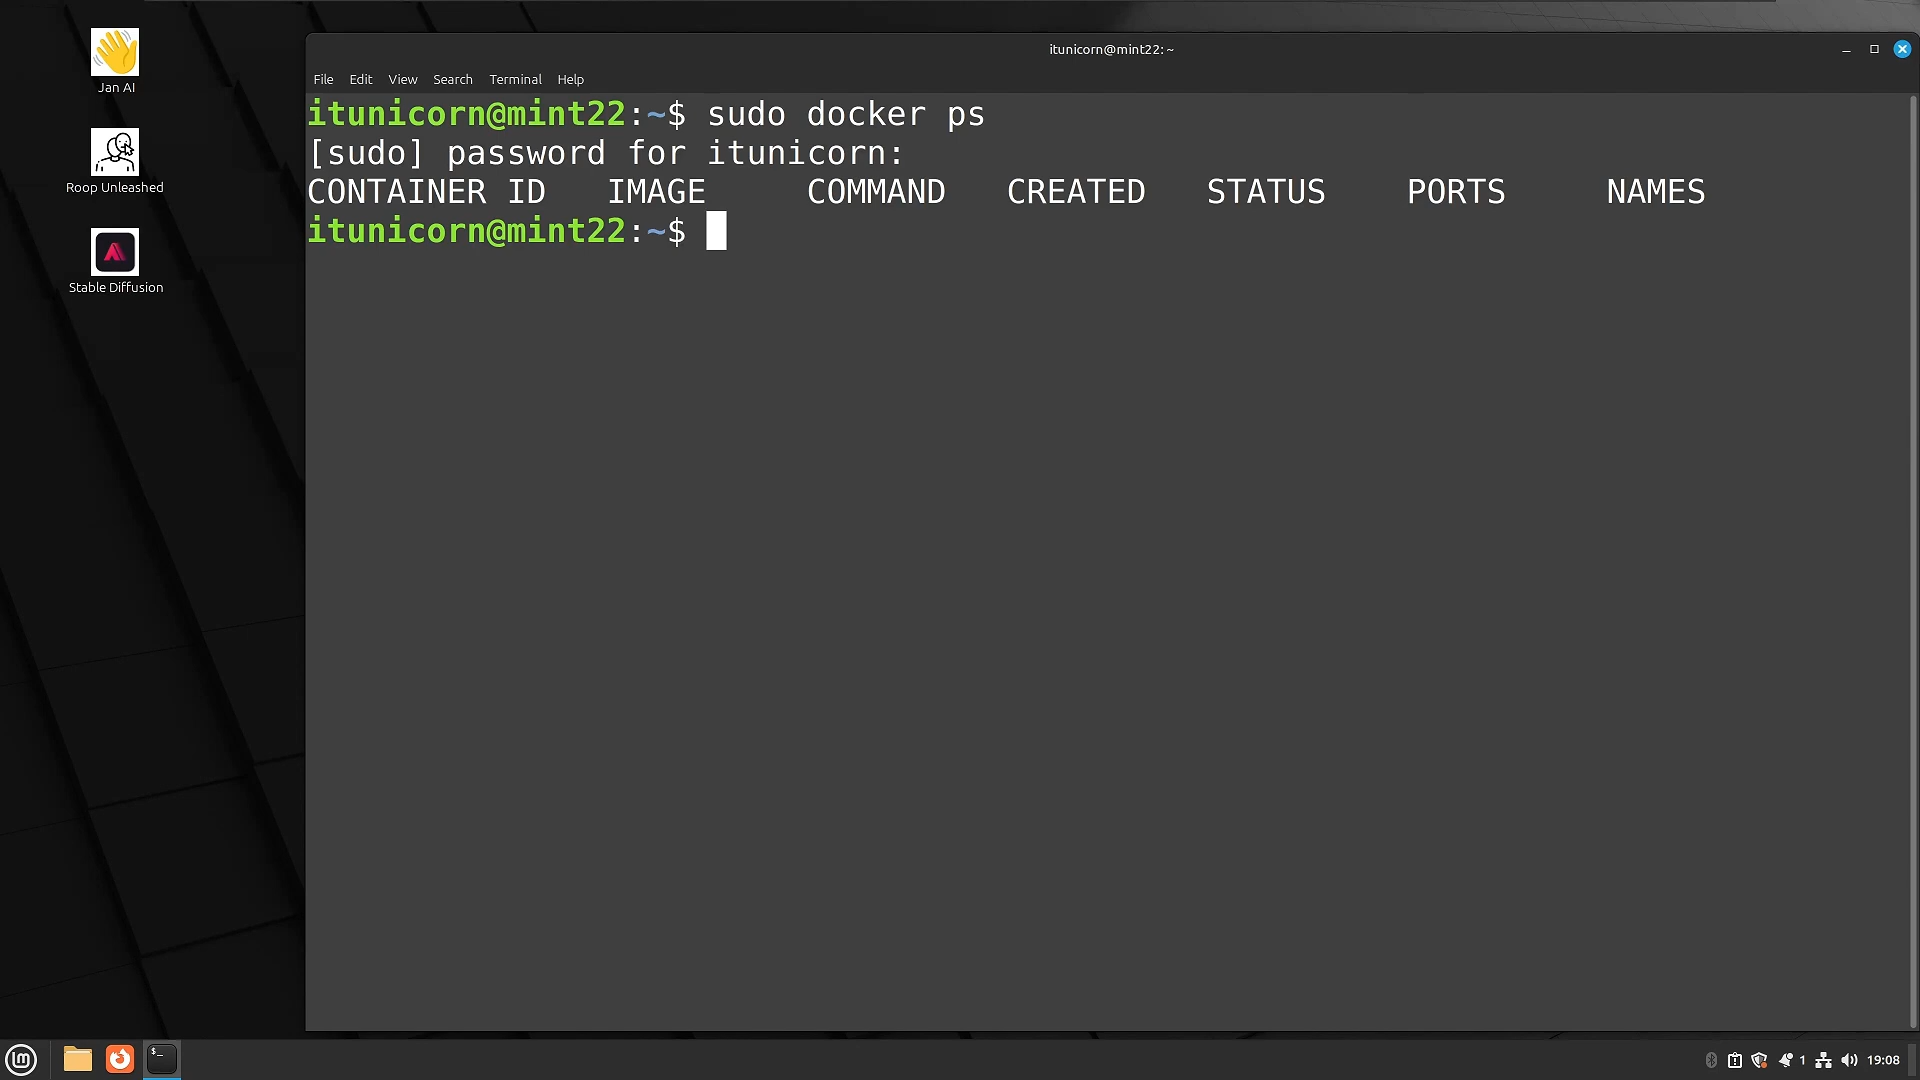 Jan AI
Roop Unleashed
Stable Diffusion
itunicorn@mint22: ~
File Edit View Search Terminal Help
itunicorn@mint22:~$ sudo docker ps
[sudo] password for itunicorn:
CONTAINER ID IMAGE COMMAND CREATED STATUS PORTS NAMES
itunicorn@mint22:~$
lm
$_
1 19:08